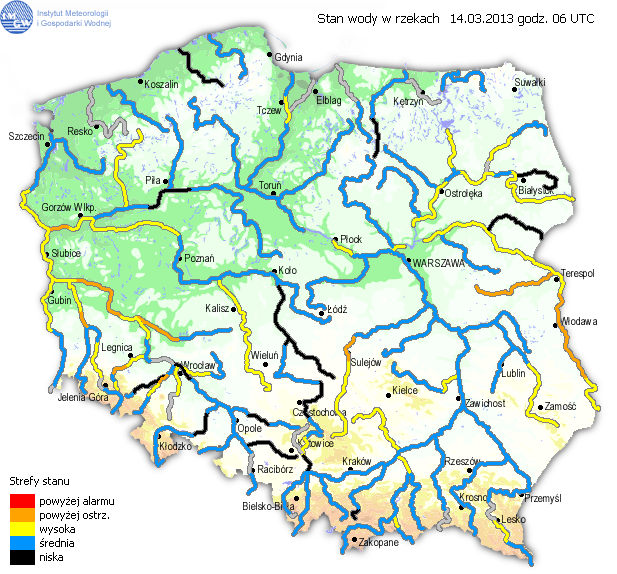 Instytut Meteorologii
i Gospodarki Wodnej
Stan wody w rzekach 14.03.2013 godz. 06 UTC
Gdynia
Koszalin
Suwałki
Elbląg
Kętrzyn
Tczew
Resko
Szczecin
Piła
Toruń
Ostrołęka
Białystok
Gorzów Wlkp.
Płock
Słubice
Poznań
WARSZAWA
Koło
Terespol
Gubin
Kalisz
Łódź
Włodawa
Legnica
Wieluń
Sulejów
Wrocław
Lublin
Jelenia Góra
Kielce
Zawichost
Zamość
Częstochowa
Opole
Kłodzko
Katowice
Racibórz
Kraków
Rzeszów
Bielsko-Biała
Krosno
Przemyśl
Lesko
Zakopane
Strefy stanu
powyżej alarmu
powyżej ostrz.
wysoka
średnia
niska